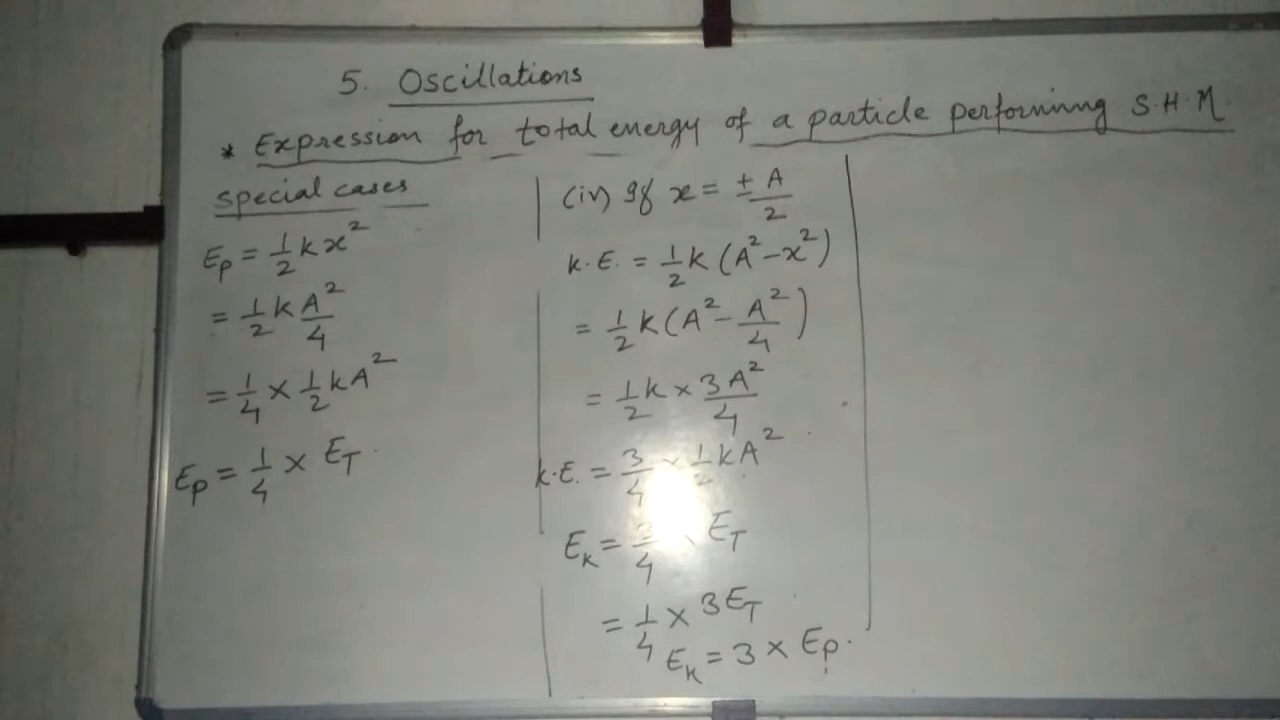 5. Oscillations
* Expression for total energy of a particle performinng S.H.M
Special cases
Ep = 1/2 k x²
= 1/2 k A²/4
= 1/4 × 1/2 kA²
Ep = 1/4 × ET
(iv) If x = ± A/2
K.E. = 1/2 k (A² - x²)
= 1/2 k (A² - A²/4)
= 1/2 k × 3A²/4
K.E. = 3/4 × 1/2 kA²
EK = 3/4 × ET
= 1/4 × 3ET
EK = 3 × Ep.